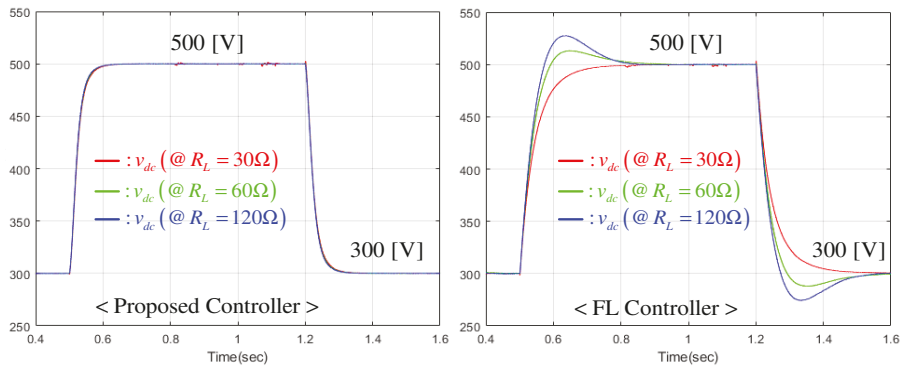 550
500
450
400
350
300
250
0.4
0.6
0.8
1
1.2
1.4
1.6
Time(sec)
500 [V]
: v_dc (@ R_L = 30Ω)
: v_dc (@ R_L = 60Ω)
: v_dc (@ R_L = 120Ω)
300 [V]
< Proposed Controller >
550
500
450
400
350
300
250
0.4
0.6
0.8
1
1.2
1.4
1.6
Time(sec)
500 [V]
: v_dc (@ R_L = 30Ω)
: v_dc (@ R_L = 60Ω)
: v_dc (@ R_L = 120Ω)
300 [V]
< FL Controller >